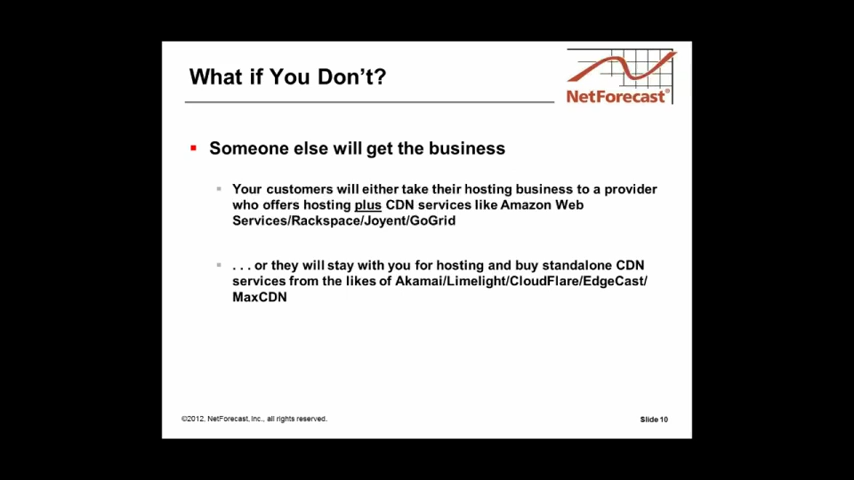 What if You Don't?
NetForecast®
Someone else will get the business
Your customers will either take their hosting business to a provider
who offers hosting plus CDN services like Amazon Web
Services/Rackspace/Joyent/GoGrid
. . . or they will stay with you for hosting and buy standalone CDN
services from the likes of Akamai/Limelight/CloudFlare/EdgeCast/
MaxCDN
©2012, NetForecast, Inc., all rights reserved.
Slide 10